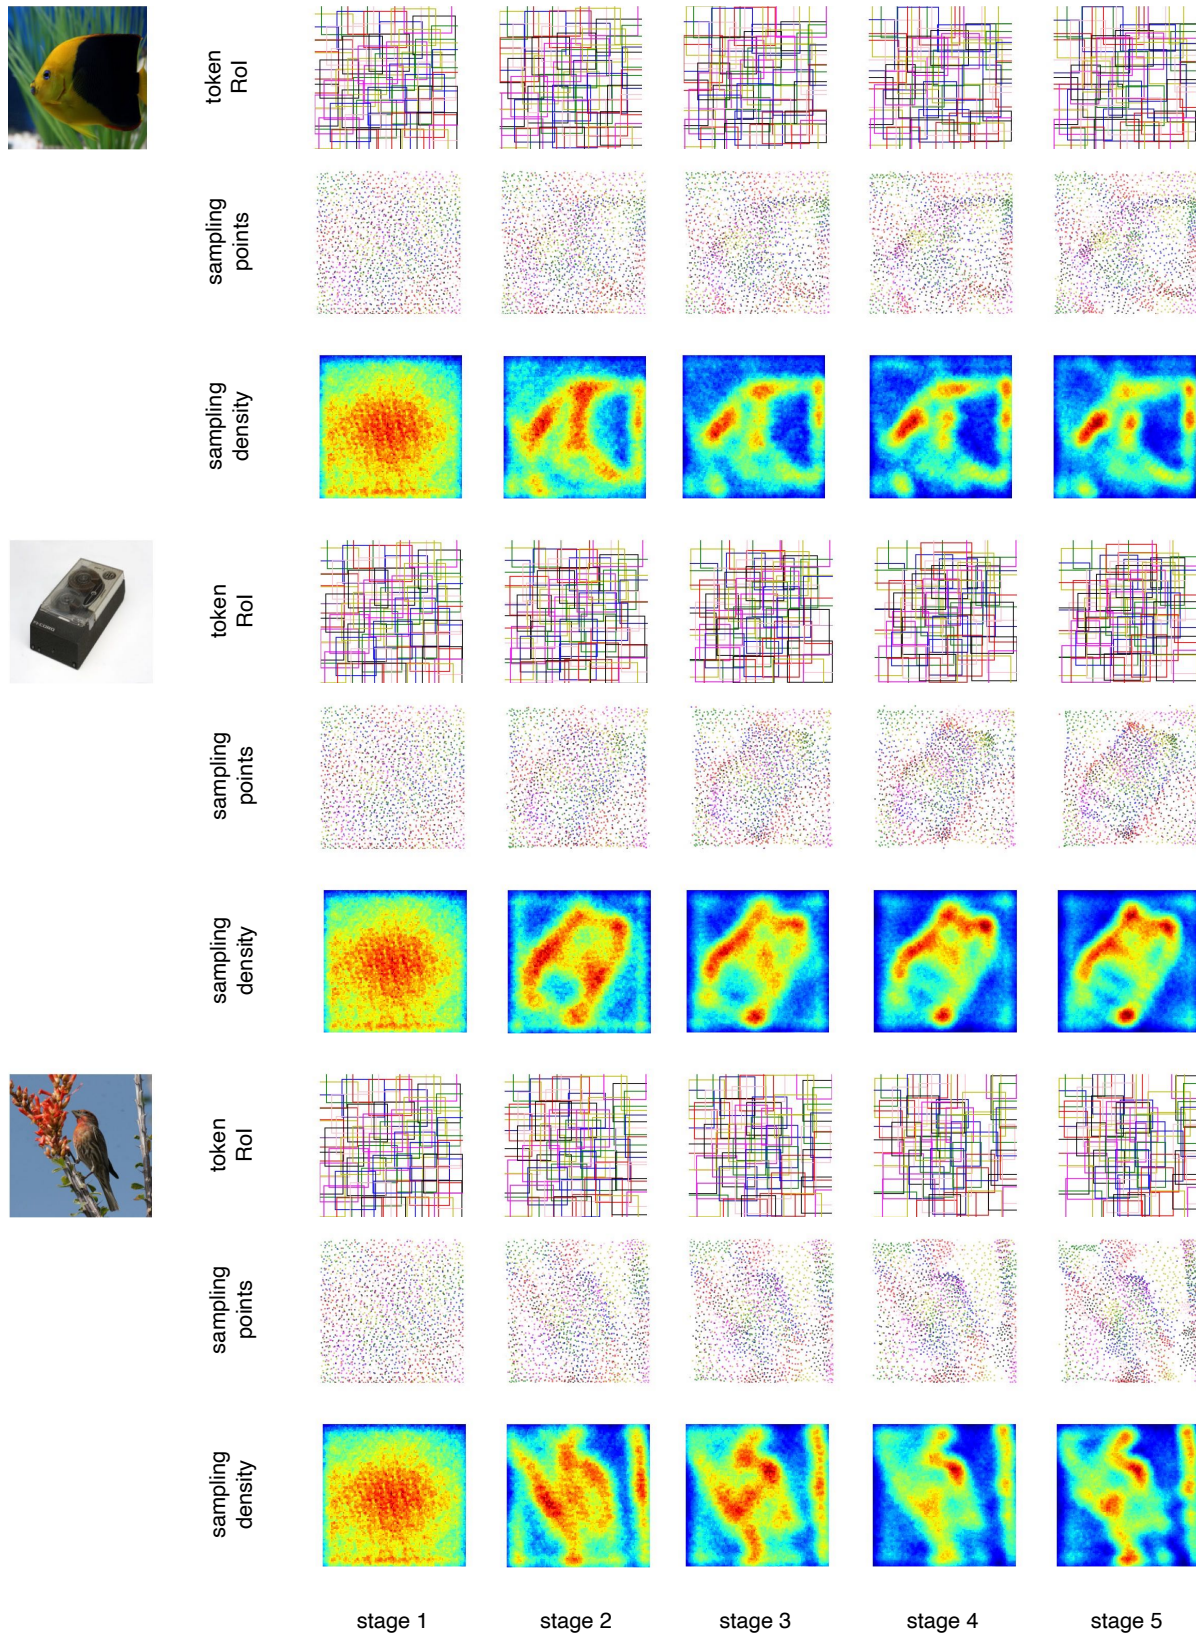 token
RoI
sampling
points
sampling
density
token
RoI
sampling
points
sampling
density
token
RoI
sampling
points
sampling
density
stage 1
stage 2
stage 3
stage 4
stage 5